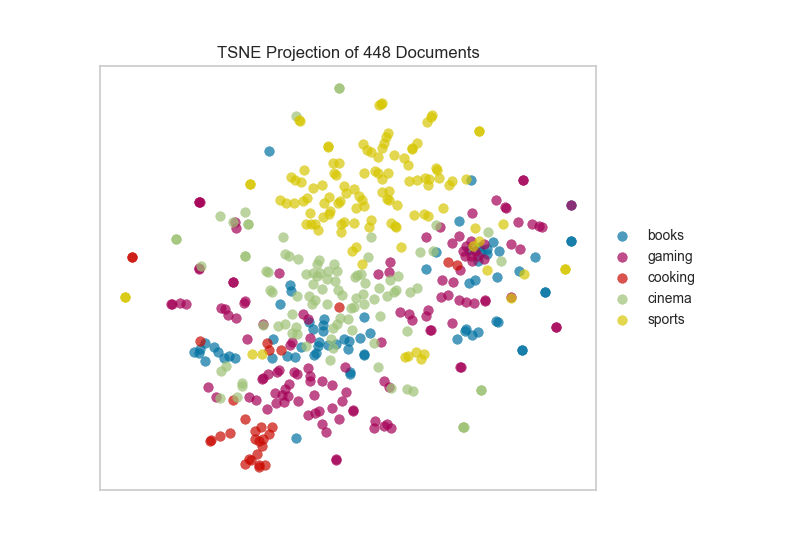 TSNE Projection of 448 Documents
books
gaming
cooking
cinema
sports